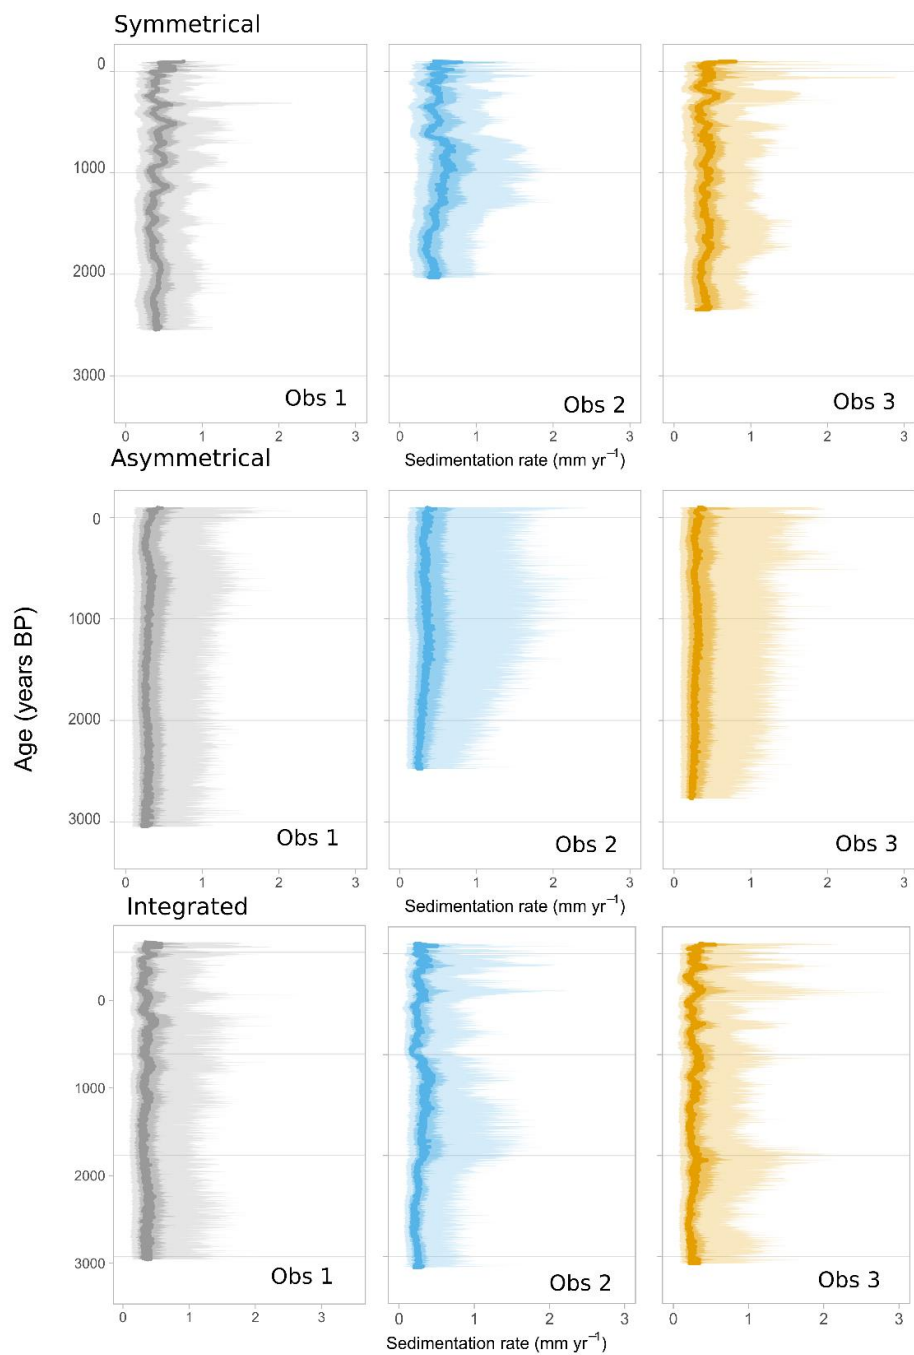 Symmetrical
0
1000
2000
3000
Obs 1
Obs 2
Obs 3
0 1 2 3
0 1 2 3
0 1 2 3
Sedimentation rate (mm yr⁻¹)
Asymmetrical
Age (years BP)
0
1000
2000
3000
Obs 1
Obs 2
Obs 3
0 1 2 3
0 1 2 3
0 1 2 3
Sedimentation rate (mm yr⁻¹)
Integrated
0
1000
2000
3000
Obs 1
Obs 2
Obs 3
0 1 2 3
0 1 2 3
0 1 2 3
Sedimentation rate (mm yr⁻¹)